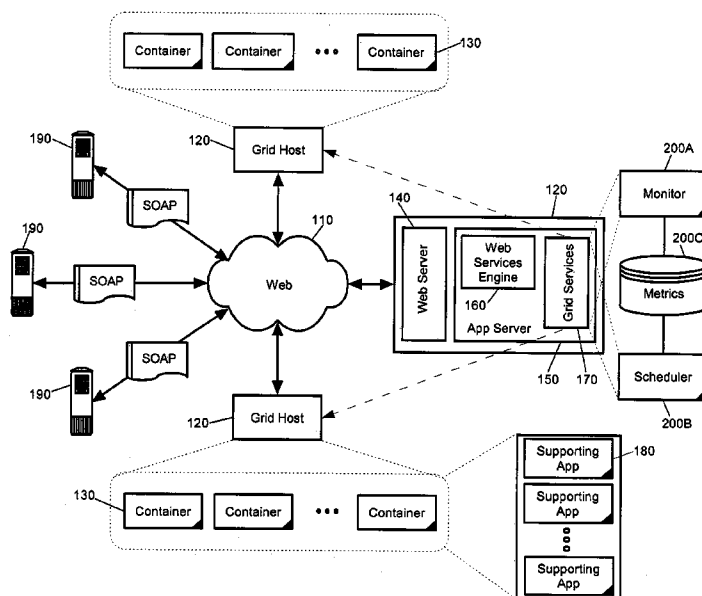 Container Container Container 130
190
120
Grid Host
200A
Monitor
SOAP
110
140
120
190
Web Server
Web Services Engine
160
Grid Services
200C
Metrics
SOAP
Web
App Server
SOAP
190
150
170
Scheduler
200B
120
Grid Host
Supporting App
180
130
Container Container Container
Supporting App
Supporting App